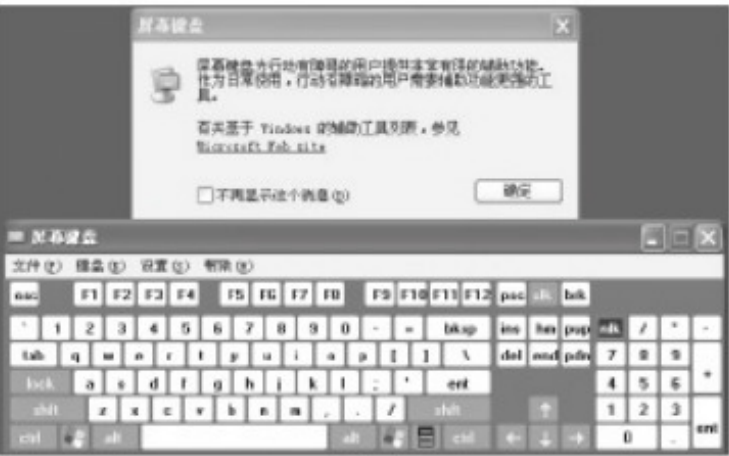 屏幕键盘
屏幕键盘为行动有障碍的用户提供非常有限的辅助功能。
作为日常使用，行动有障碍的用户需要辅助功能更强的工
具。
有关基于 Windows 的辅助工具列表，参见
Microsoft Web site
不再显示这个消息(D)
确定
屏幕键盘
文件(F) 键盘(K) 设置(S) 帮助(H)
esc F1 F2 F3 F4 F5 F6 F7 F8 F9 F10 F11 F12 psc slk brk
` 1 2 3 4 5 6 7 8 9 0 - = bksp ins hm pup nlk / * -
tab q w e r t y u i o p [ ] \ del end pdn 7 8 9 +
lock a s d f g h j k l ; ' ent 4 5 6
shft z x c v b n m , . / shft ↑ 1 2 3 ent
ctrl alt alt ctrl ← ↓ → 0 .